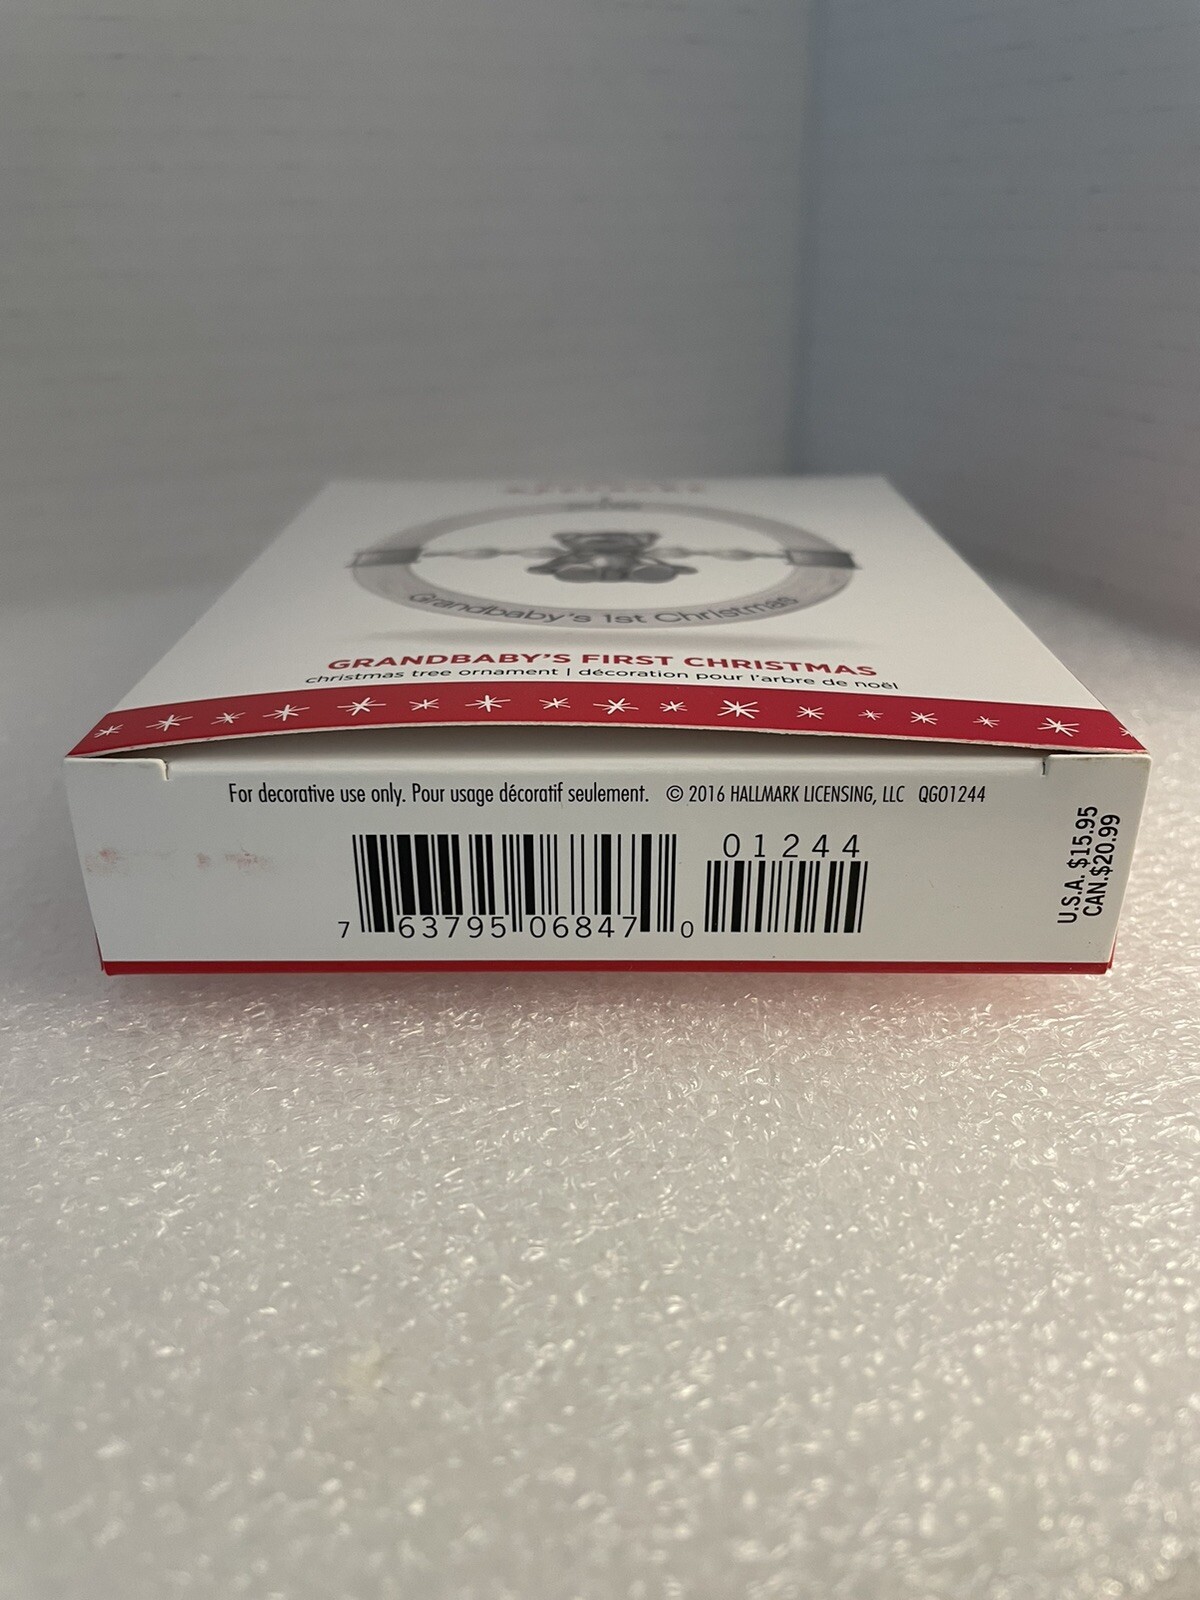 Grandbaby's 1st Christmas
GRANDBABY'S FIRST CHRISTMAS
christmas tree ornament | décoration pour l'arbre de noël
For decorative use only. Pour usage décoratif seulement. © 2016 HALLMARK LICENSING, LLC QGO1244
01244
7 63795 06847 0
U.S.A. $15.95
CAN.$20.99